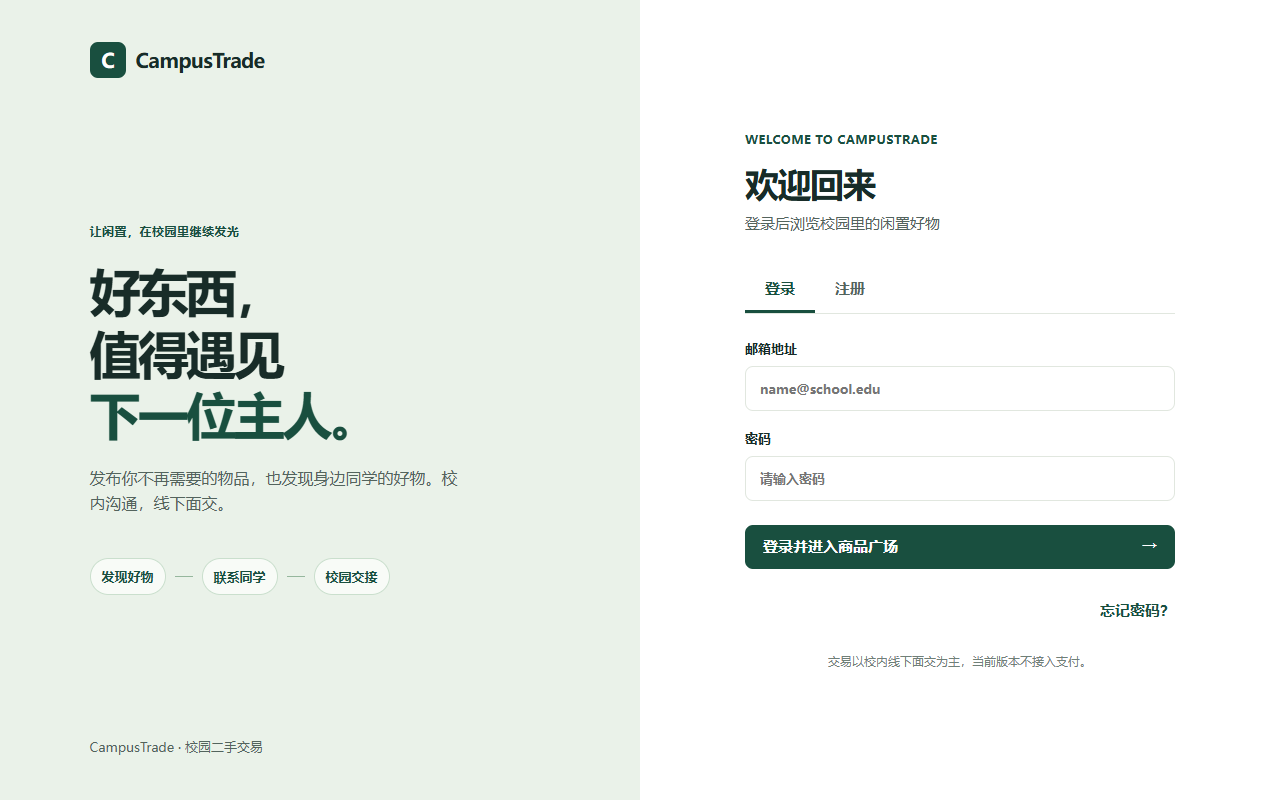 C CampusTrade
让闲置，在校园里继续发光
好东西，
值得遇见
下一位主人。
发布你不再需要的物品，也发现身边同学的好物。校
内沟通，线下面交。
发现好物 — 联系同学 — 校园交接
CampusTrade · 校园二手交易
WELCOME TO CAMPUSTRADE
欢迎回来
登录后浏览校园里的闲置好物
登录 注册
邮箱地址
name@school.edu
密码
请输入密码
登录并进入商品广场 →
忘记密码?
交易以校内线下面交为主，当前版本不接入支付。